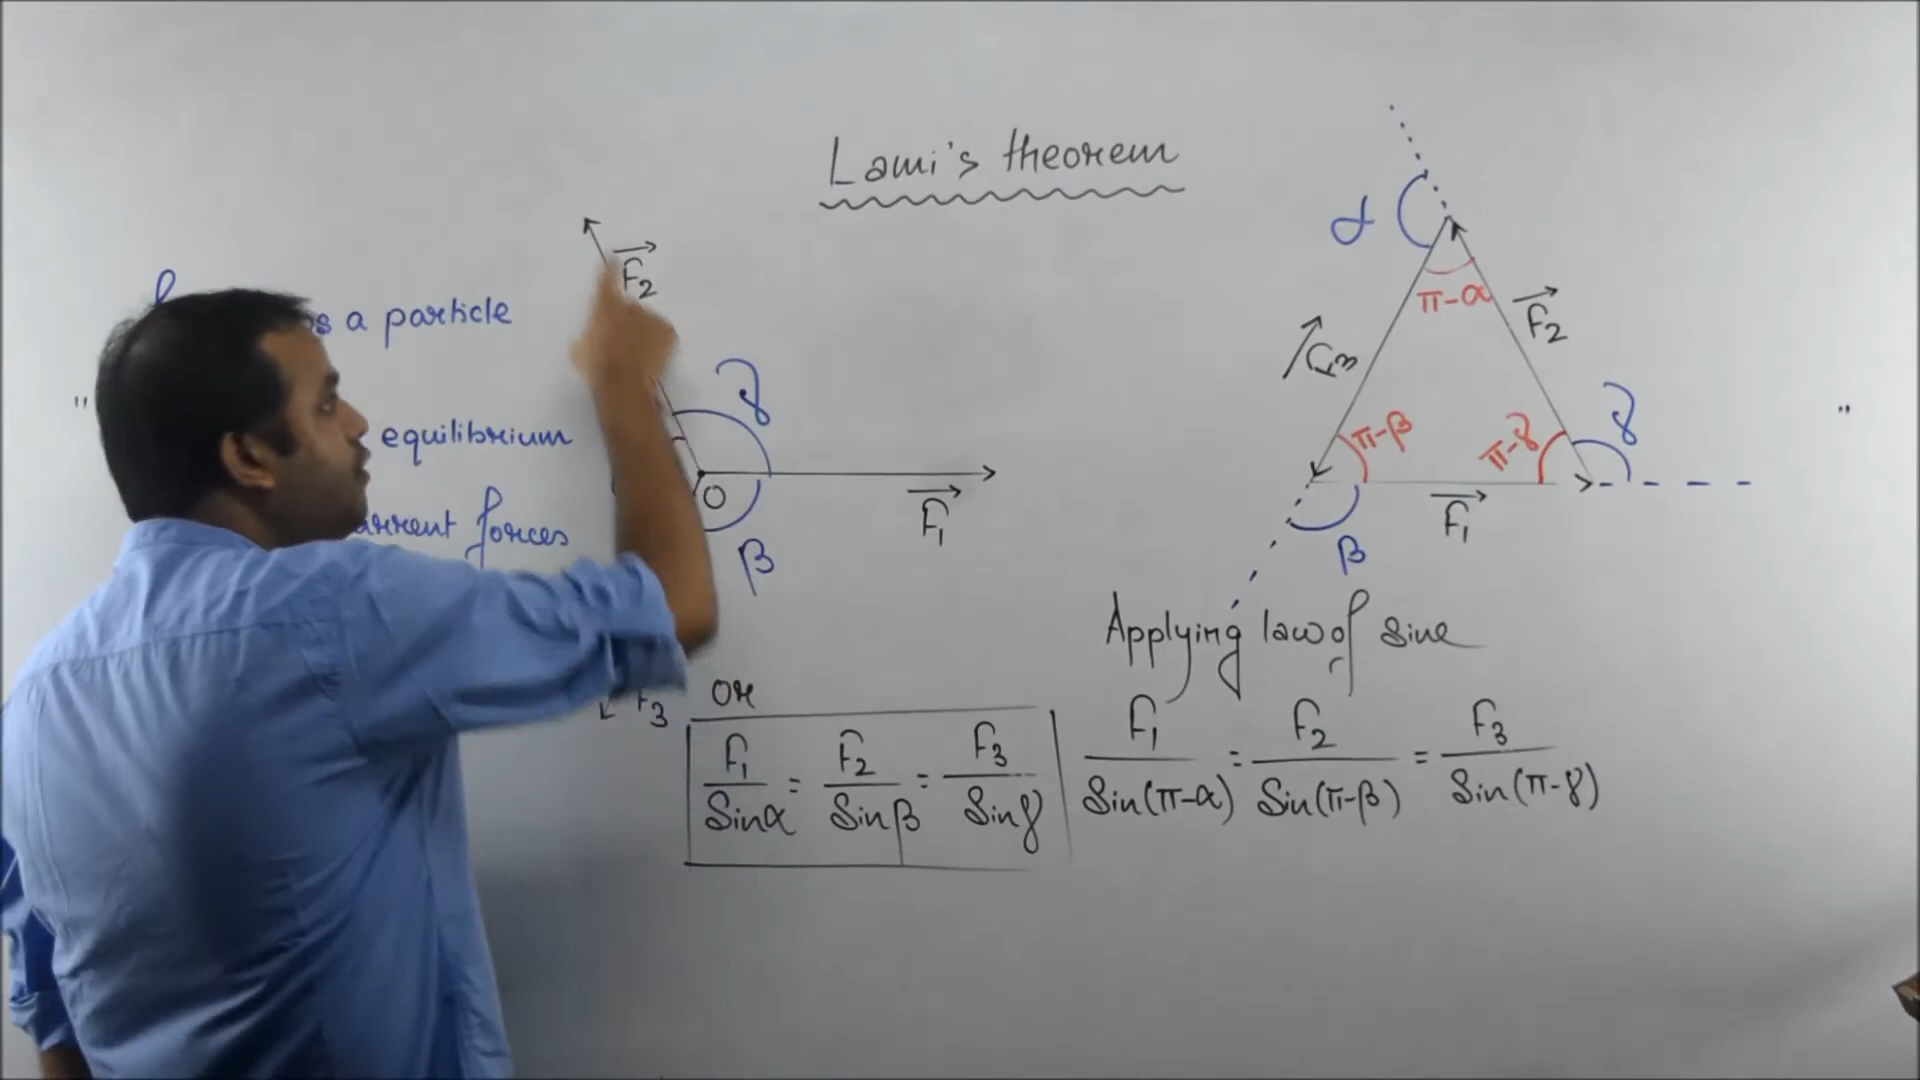 Lami's theorem
a particle
equilibrium
forces
F₂
γ
O
F₁
β
F₃
α
π-α
F₂
F₃
π-β
π-γ
γ
F₁
β
Applying law of sine
F₁/Sin(π-α) = F₂/Sin(π-β) = F₃/Sin(π-γ)
or
F₁/Sinα = F₂/Sinβ = F₃/Sinγ